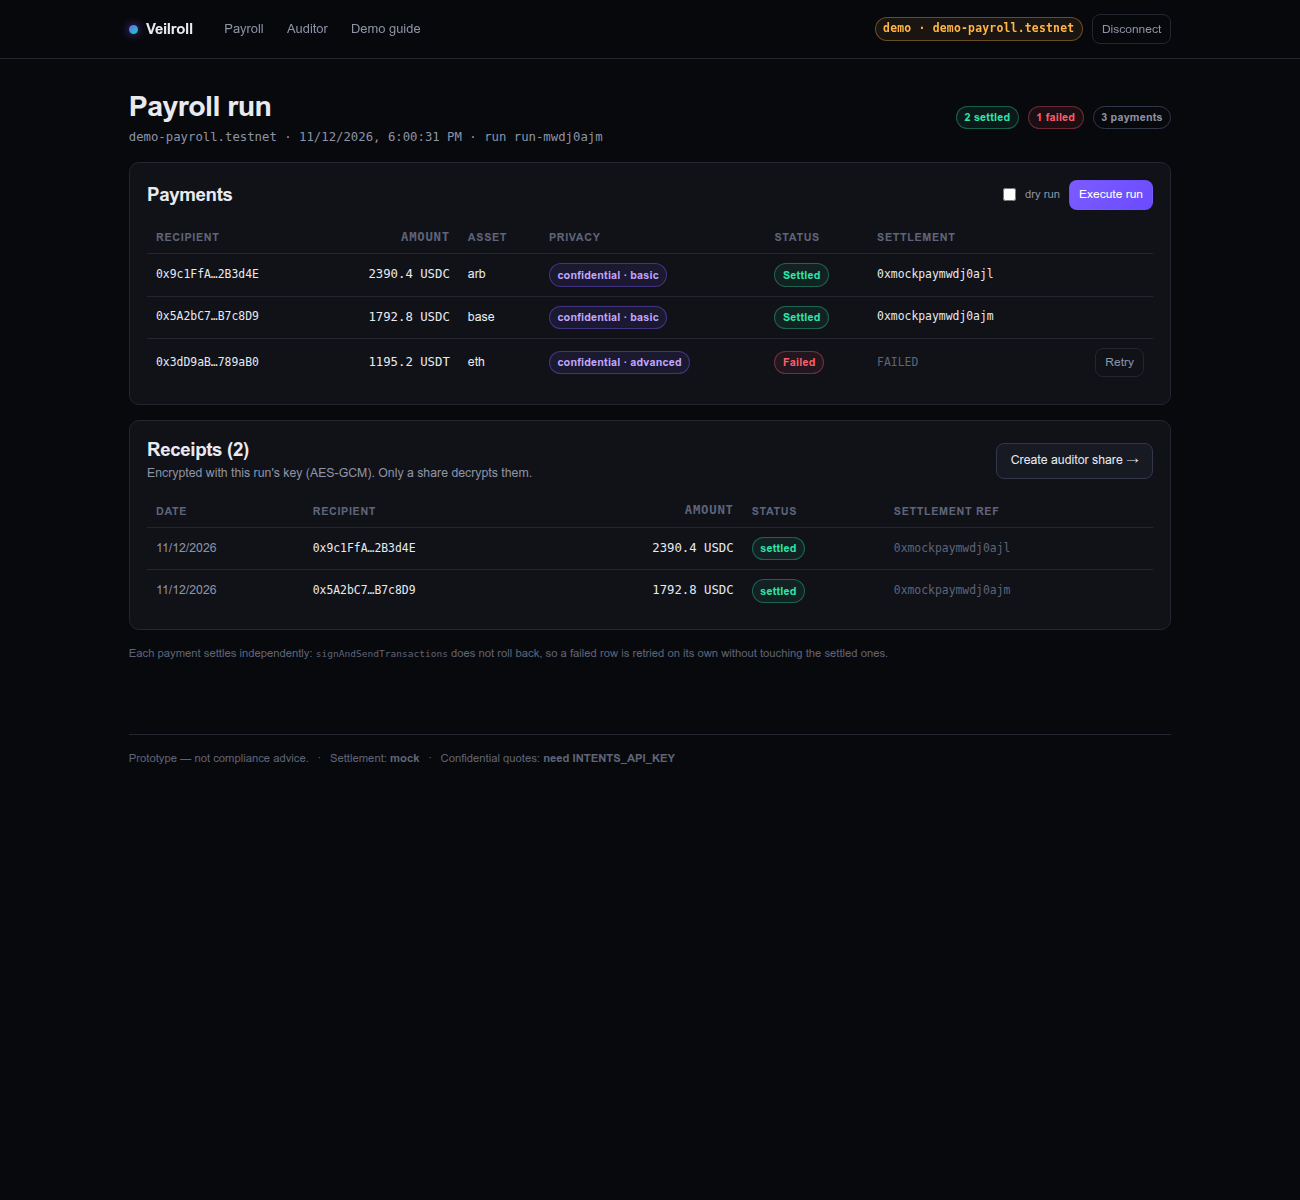 Veilroll Payroll Auditor Demo guide demo · demo-payroll.testnet Disconnect
Payroll run
demo-payroll.testnet · 11/12/2026, 6:00:31 PM · run run-mwdj0ajm
2 settled 1 failed 3 payments
Payments dry run Execute run
RECIPIENT AMOUNT ASSET PRIVACY STATUS SETTLEMENT
0x9c1FfA…2B3d4E 2390.4 USDC arb confidential · basic Settled 0xmockpaymwdj0ajl
0x5A2bC7…B7c8D9 1792.8 USDC base confidential · basic Settled 0xmockpaymwdj0ajm
0x3dD9aB…789aB0 1195.2 USDT eth confidential · advanced Failed FAILED Retry
Receipts (2)
Encrypted with this run's key (AES-GCM). Only a share decrypts them.
Create auditor share →
DATE RECIPIENT AMOUNT STATUS SETTLEMENT REF
11/12/2026 0x9c1FfA…2B3d4E 2390.4 USDC settled 0xmockpaymwdj0ajl
11/12/2026 0x5A2bC7…B7c8D9 1792.8 USDC settled 0xmockpaymwdj0ajm
Each payment settles independently: signAndSendTransactions does not roll back, so a failed row is retried on its own without touching the settled ones.
Prototype — not compliance advice. · Settlement: mock · Confidential quotes: need INTENTS_API_KEY